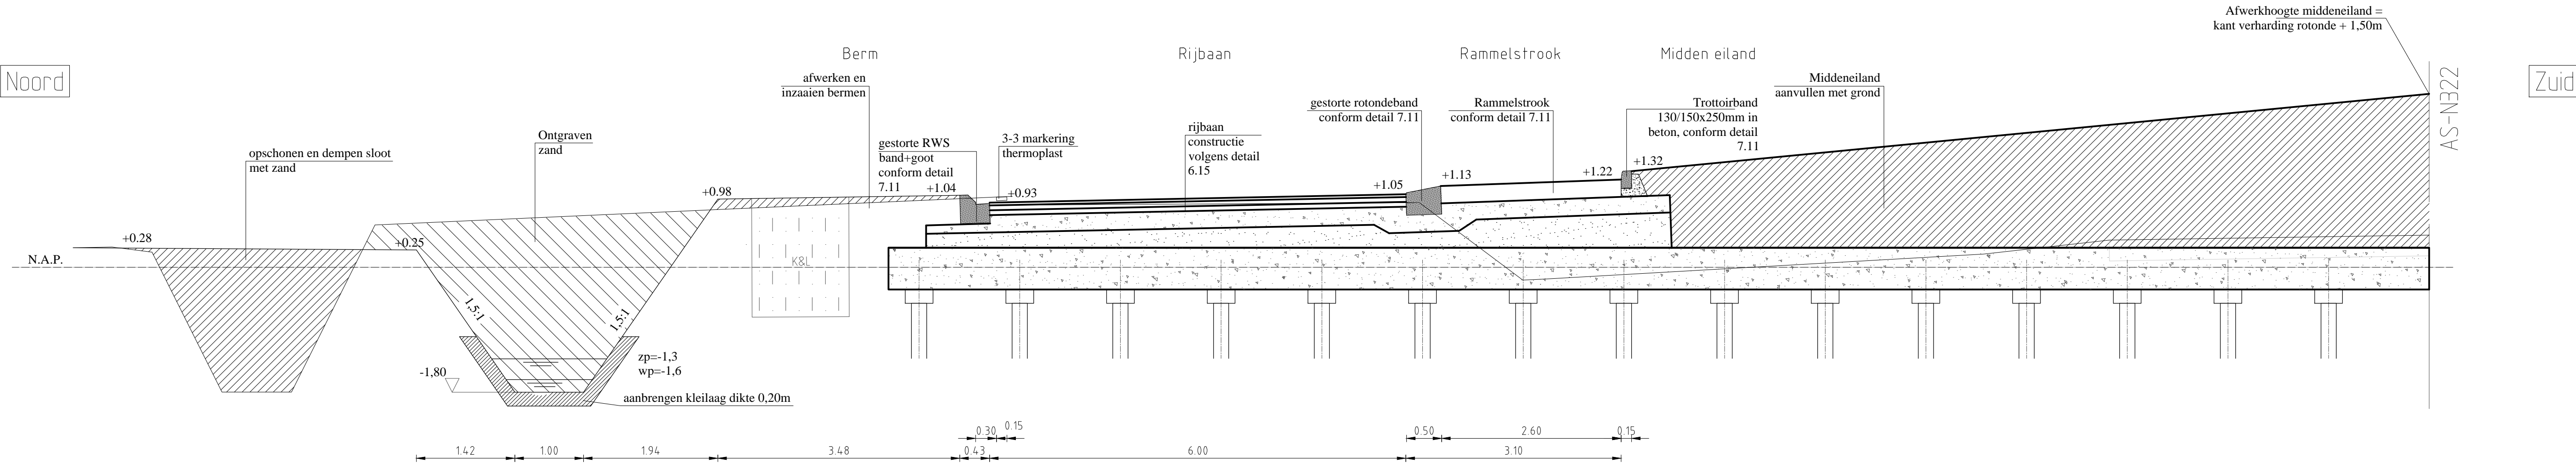 Afwerkhoogte middeneiland =
kant verharding rotonde + 1,50m
Noord
Berm
Rijbaan
Rammelstrook
Midden eiland
AS-N322
Zuid
afwerken en
inzaaien bermen
gestorte rotondeband
conform detail 7.11
Rammelstrook
conform detail 7.11
Trottoirband
130/150x250mm in
beton, conform detail
7.11
Middeneiland
aanvullen met grond
opschonen en dempen sloot
met zand
Ontgraven
zand
gestorte RWS
band+goot
conform detail
7.11
3-3 markering
thermoplast
rijbaan
constructie
volgens detail
6.15
+0.28
+0.25
+0.98
+1.04
+0.93
+1.05
+1.13
+1.22
+1.32
N.A.P.
K&L
1,5:1
1,5:1
zp=-1,3
wp=-1,6
-1,80
aanbrengen kleilaag dikte 0,20m
0.30
0.15
0.50
2.60
0.15
1.42
1.00
1.94
3.48
0.43
6.00
3.10